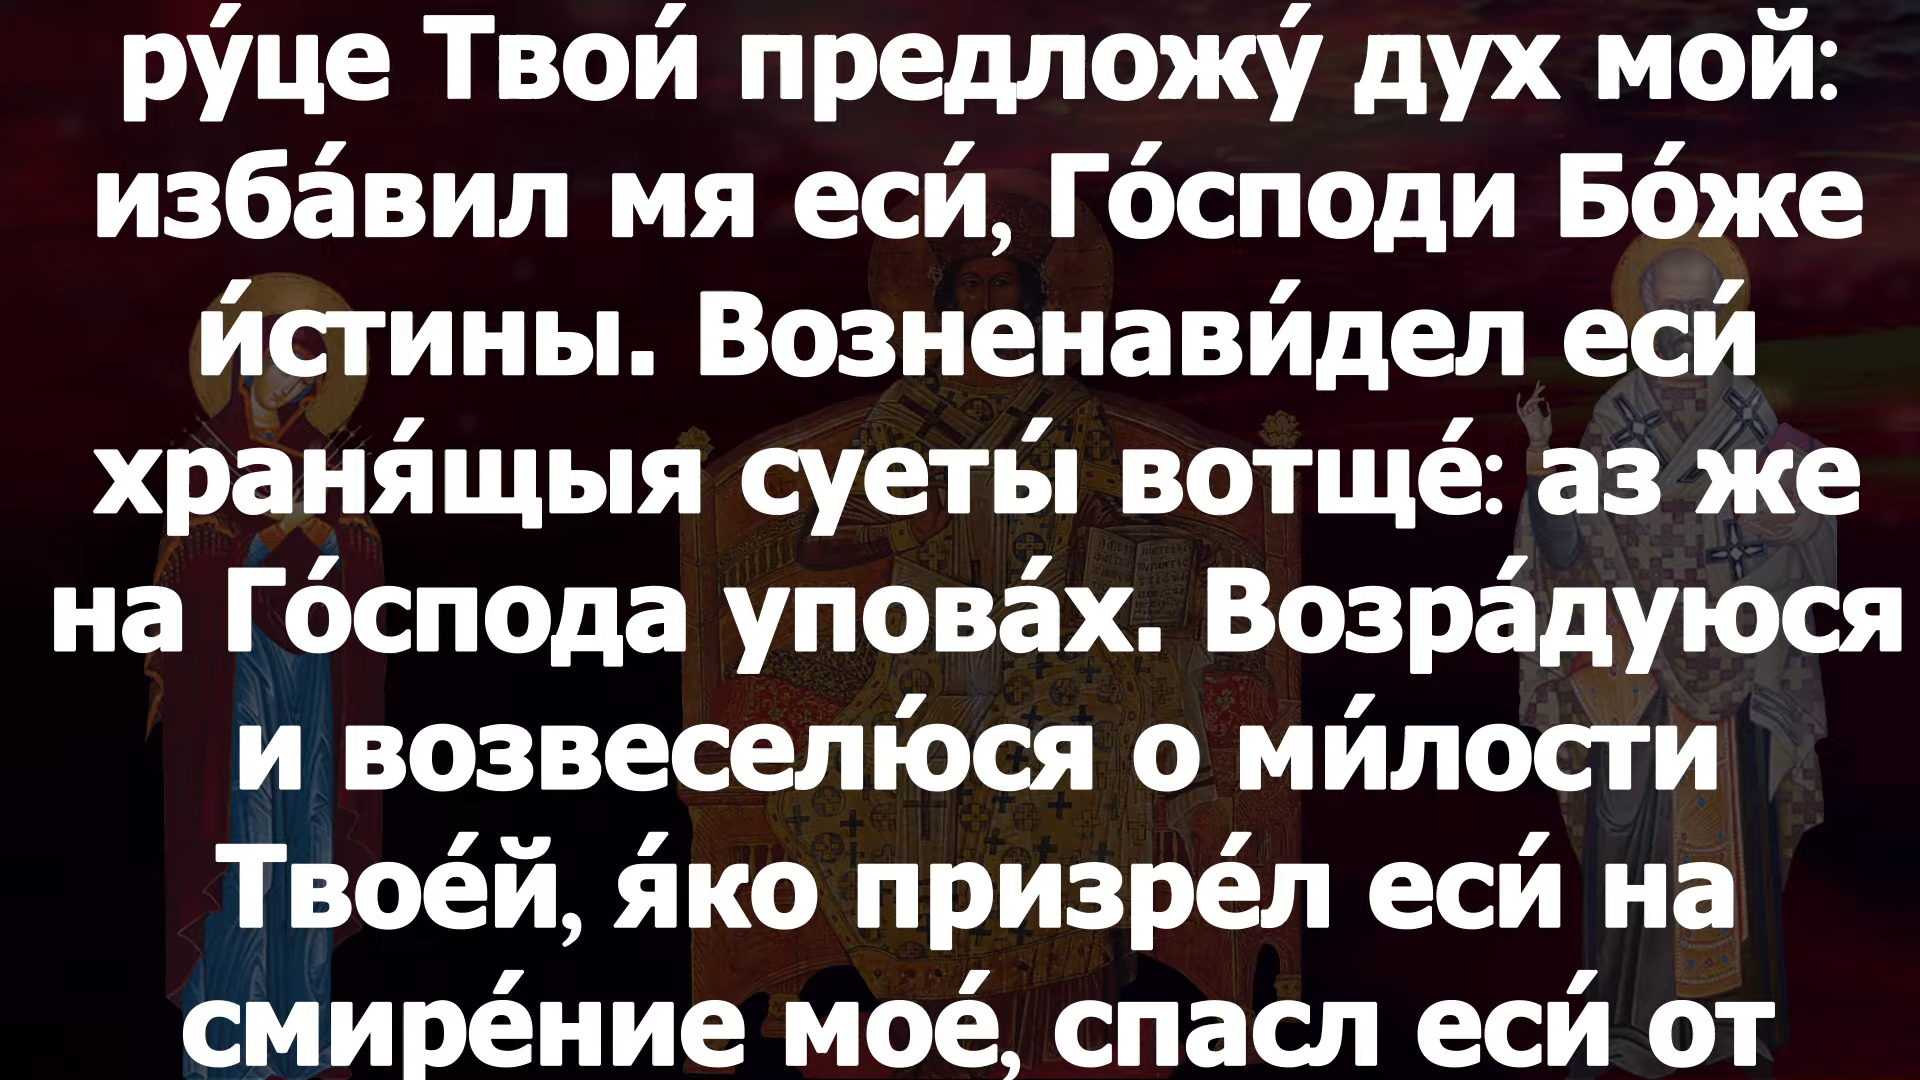 ру́це Твои́ предложу́ дух мой:
изба́вил мя еси́, Го́споди Бо́же
и́стины. Возненави́дел еси́
храня́щыя суеты́ вотще́: аз же
на Го́спода упова́х. Возра́дуюся
и возвеселю́ся о ми́лости
Твое́й, я́ко призре́л еси́ на
смире́ние мое́, спасл еси́ от